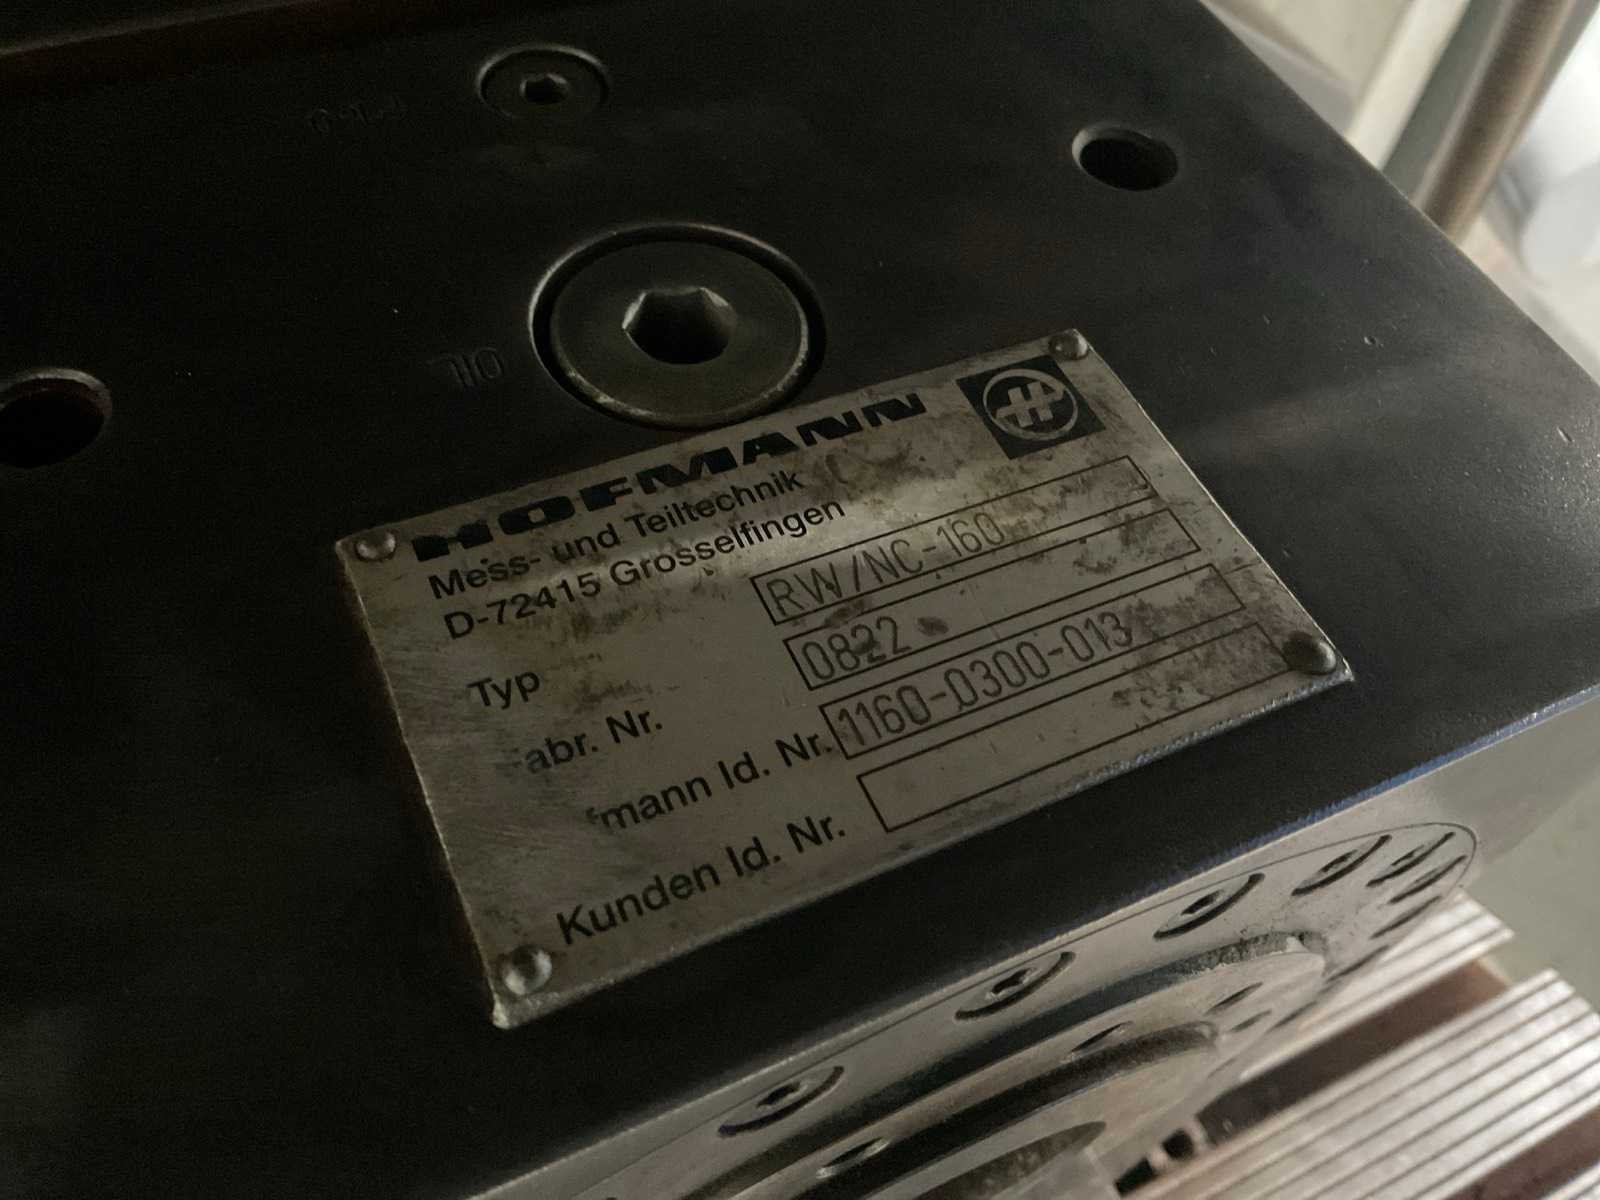 OIL
HOFMANN
Mess- und Teiltechnik
D-72415 Grosselfingen
Typ RW/NC-160
abr. Nr. 0822
fmann Id. Nr. 1160-0300-013
Kunden Id. Nr.